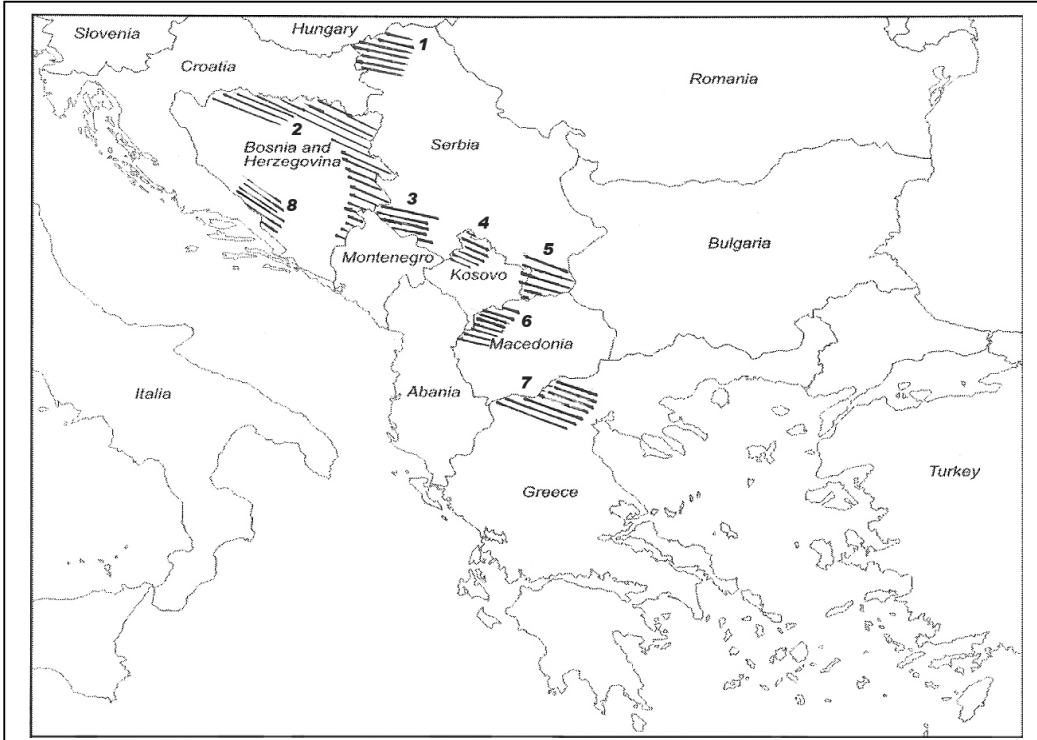 Slovenia
Hungary
1
Croatia
Romania
2
Bosnia and
Herzegovina
Serbia
8
3
4
5
Montenegro
Kosovo
Bulgaria
6
Macedonia
7
Italia
Abania
Greece
Turkey